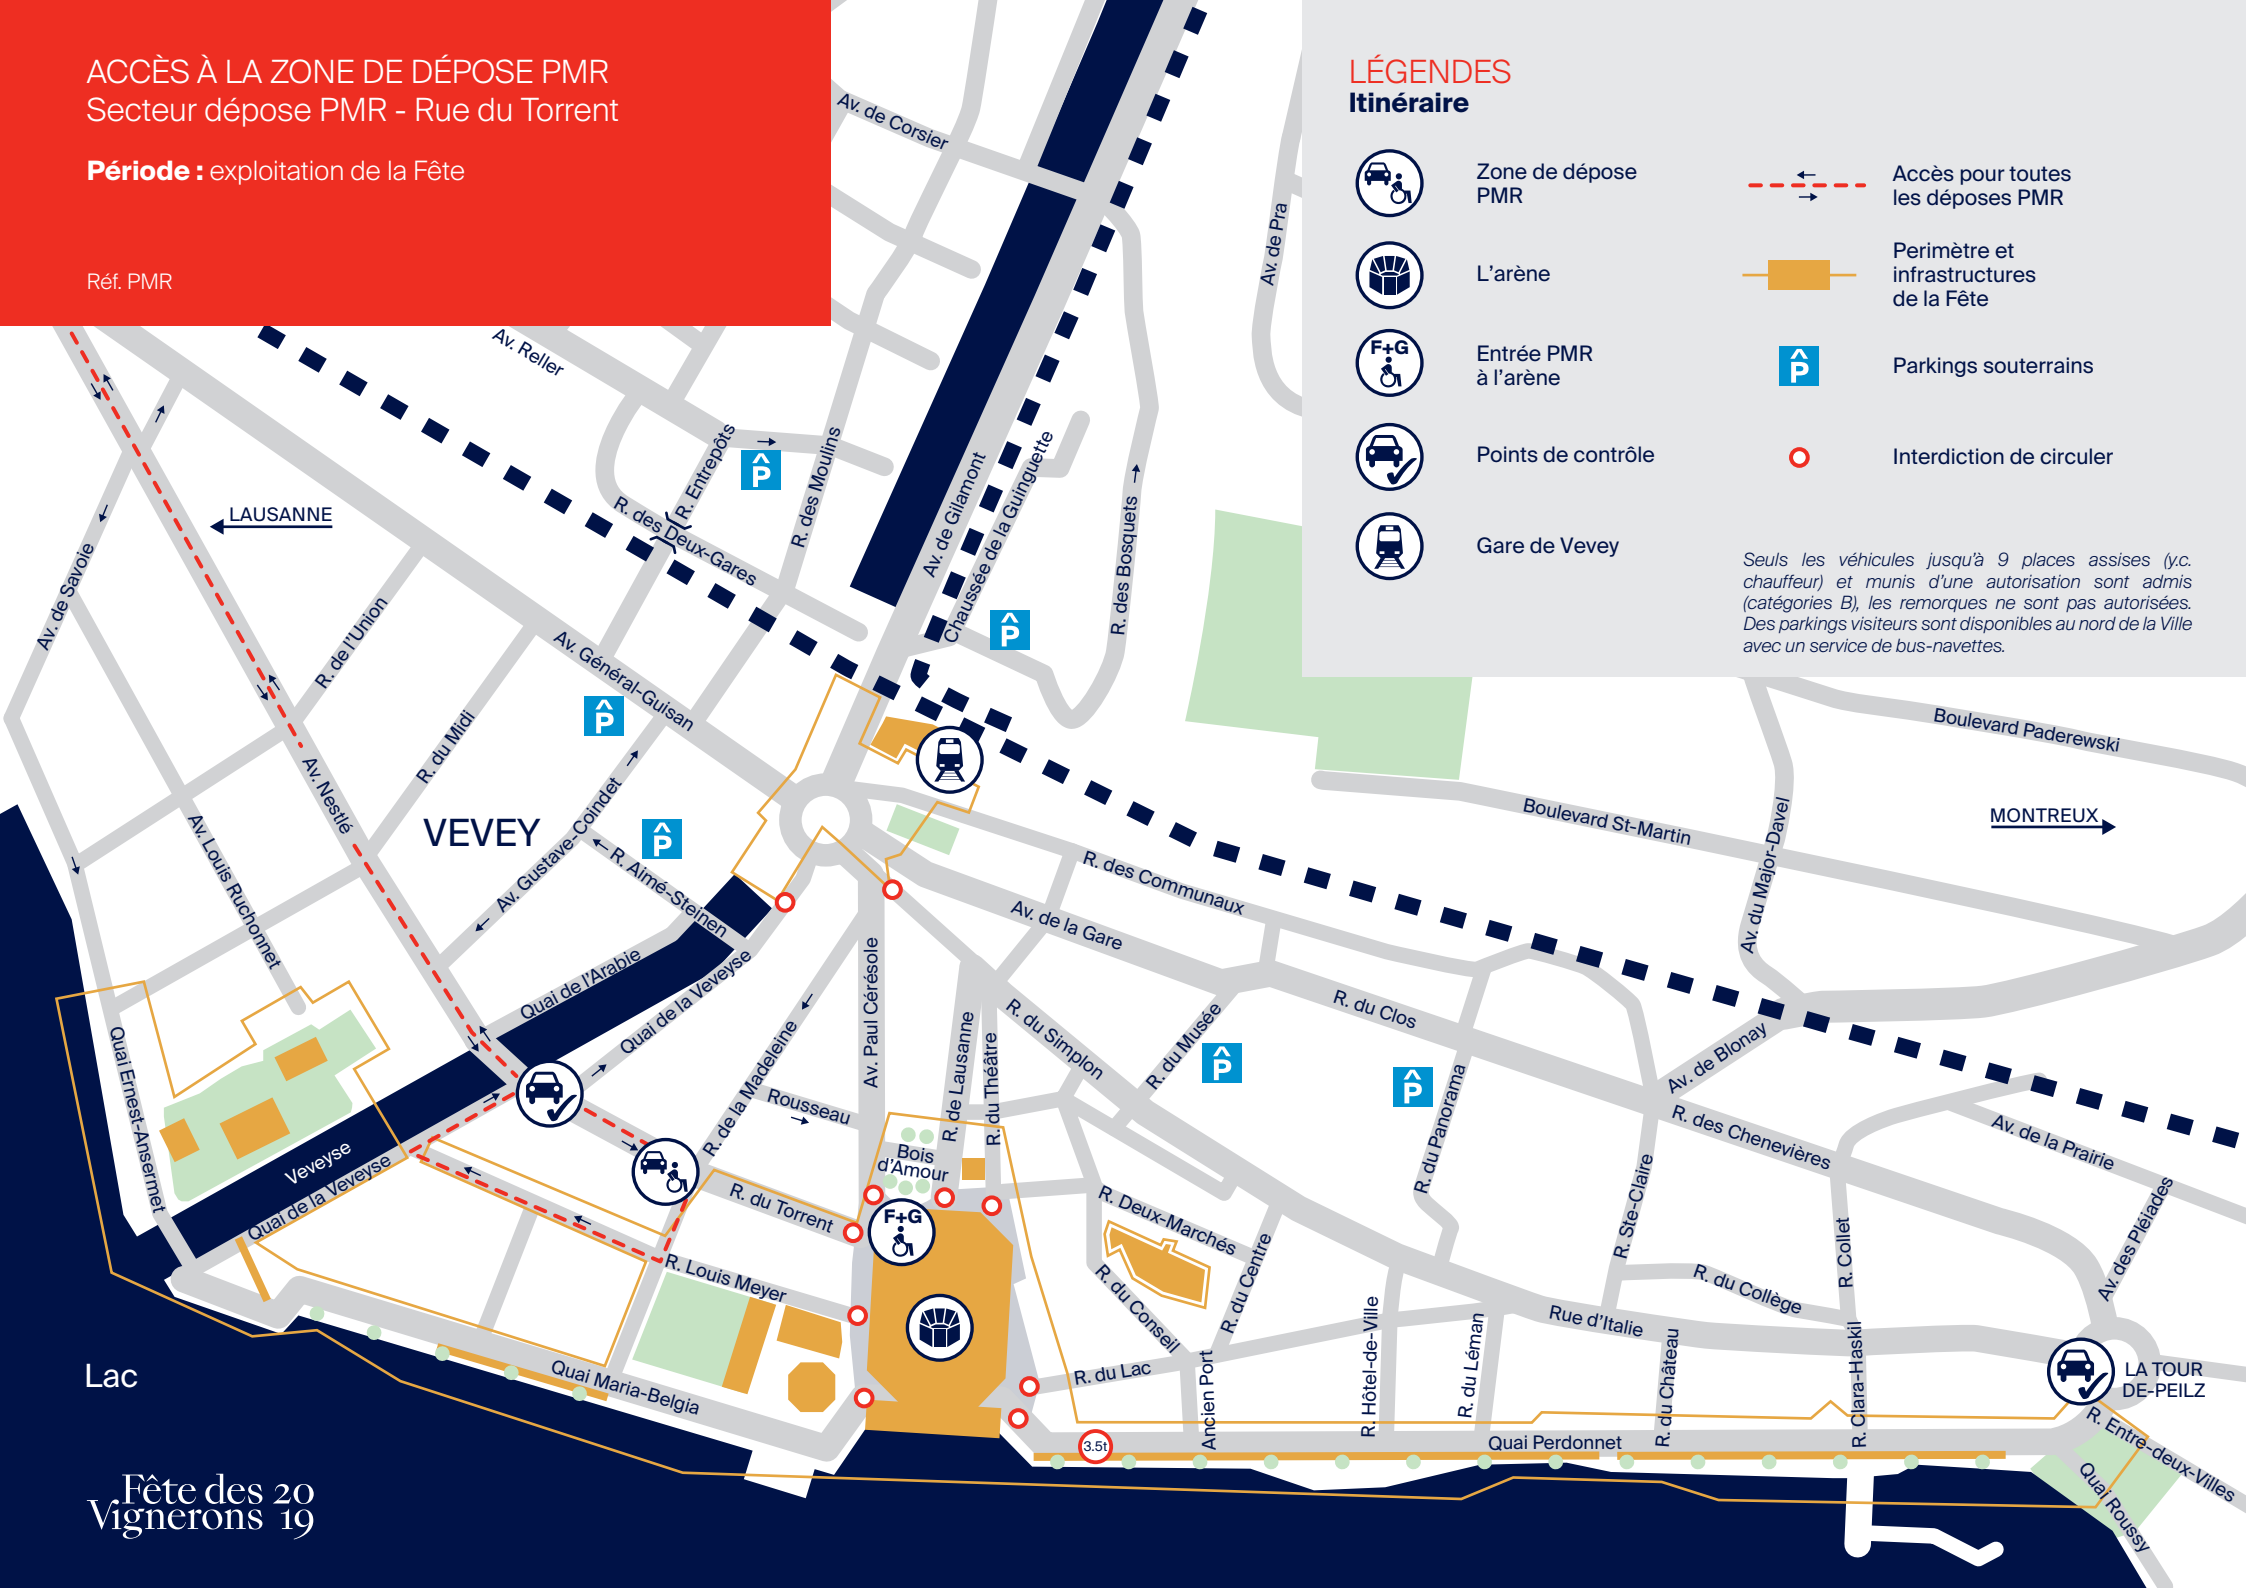 ACCÈS À LA ZONE DE DÉPOSE PMR
Secteur dépose PMR - Rue du Torrent
Période : exploitation de la Fête
Réf. PMR
LÉGENDES
Itinéraire
Zone de dépose
PMR
L'arène
F+G
Entrée PMR
à l'arène
Points de contrôle
Gare de Vevey
Accès pour toutes
les déposes PMR
Perimètre et
infrastructures
de la Fête
P
Parkings souterrains
Interdiction de circuler
Seuls les véhicules jusqu'à 9 places assises (y.c.
chauffeur) et munis d'une autorisation sont admis
(catégories B), les remorques ne sont pas autorisées.
Des parkings visiteurs sont disponibles au nord de la Ville
avec un service de bus-navettes.
Av. de Corsier
Av. de Pra
Av. Reller
R. Entrepôts
P
R. des Moulins
R. des Deux-Gares
Av. de Gilamont
Chaussée de la Guinguette
R. des Bosquets
P
LAUSANNE
Av. de Savoie
R. de l'Union
Av. Général-Guisan
R. du Midi
P
Av. Nestlé
VEVEY
Av. Gustave-Coindet
P
R. Aimé-Steinen
Av. Louis Ruchonnet
Quai de l'Arabie
Quai de la Veveyse
Boulevard Paderewski
Boulevard St-Martin
MONTREUX
Av. du Major-Davel
R. des Communaux
Av. de la Gare
R. du Clos
Av. Paul Cérésole
R. de la Madeleine
R. de Lausanne
R. du Théâtre
R. du Simplon
R. du Musée
P
P
R. du Panorama
Av. de Blonay
R. des Chenevières
Av. de la Prairie
Av. des Pléiades
Quai Ernest-Ansermet
Veveyse
Quai de la Veveyse
Rousseau
Bois
d'Amour
R. du Torrent
F+G
R. Louis Meyer
R. Deux-Marchés
R. du Centre
R. du Conseil
R. Ste-Claire
R. Collet
R. du Collège
Rue d'Italie
R. du Lac
Ancien Port
R. Hôtel-de-Ville
R. du Léman
R. du Château
R. Clara-Haskil
LA TOUR
DE-PEILZ
R. Entre-deux-Villes
Quai Roussy
Quai Perdonnet
3.5t
Quai Maria-Belgia
Lac
Fête des 20
Vignerons 19